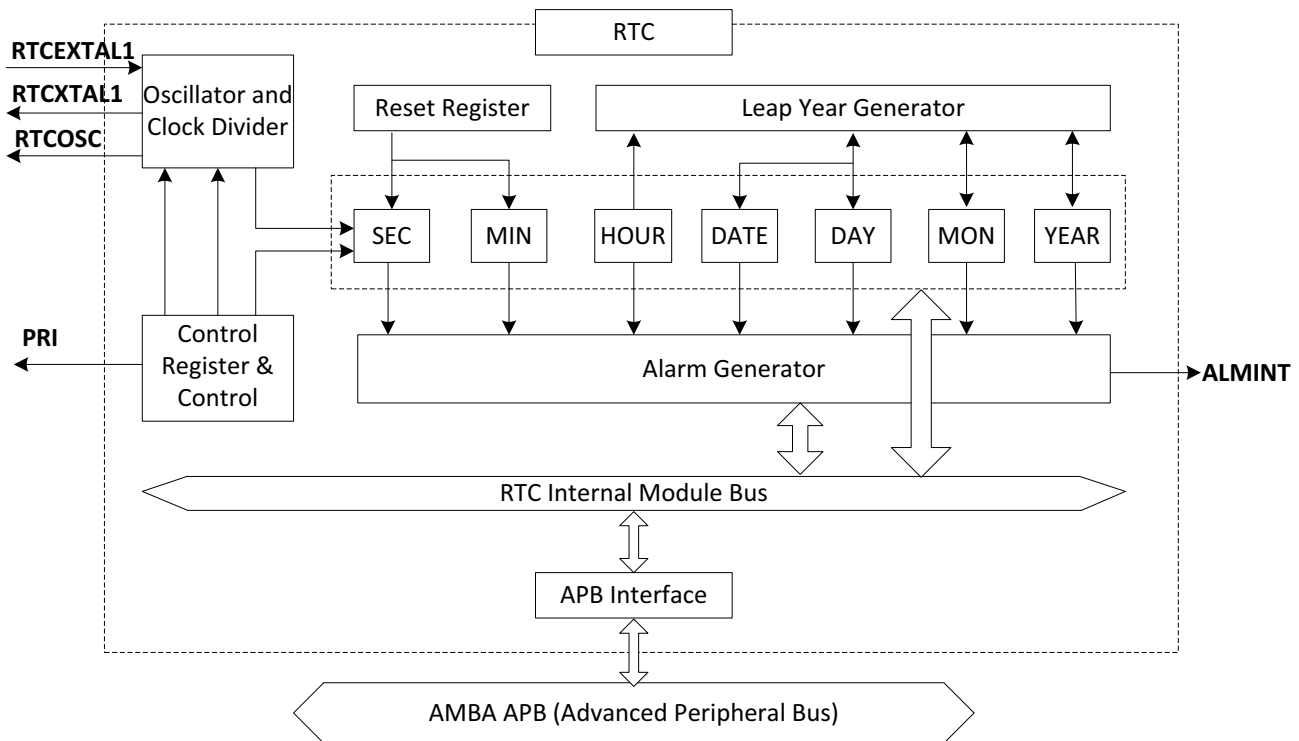 RTC
RTCEXTAL1
RTCXTAL1
RTCOSC
Oscillator and
Clock Divider
Reset Register
Leap Year Generator
SEC
MIN
HOUR
DATE
DAY
MON
YEAR
PRI
Control
Register &
Control
Alarm Generator
ALMINT
RTC Internal Module Bus
APB Interface
AMBA APB (Advanced Peripheral Bus)